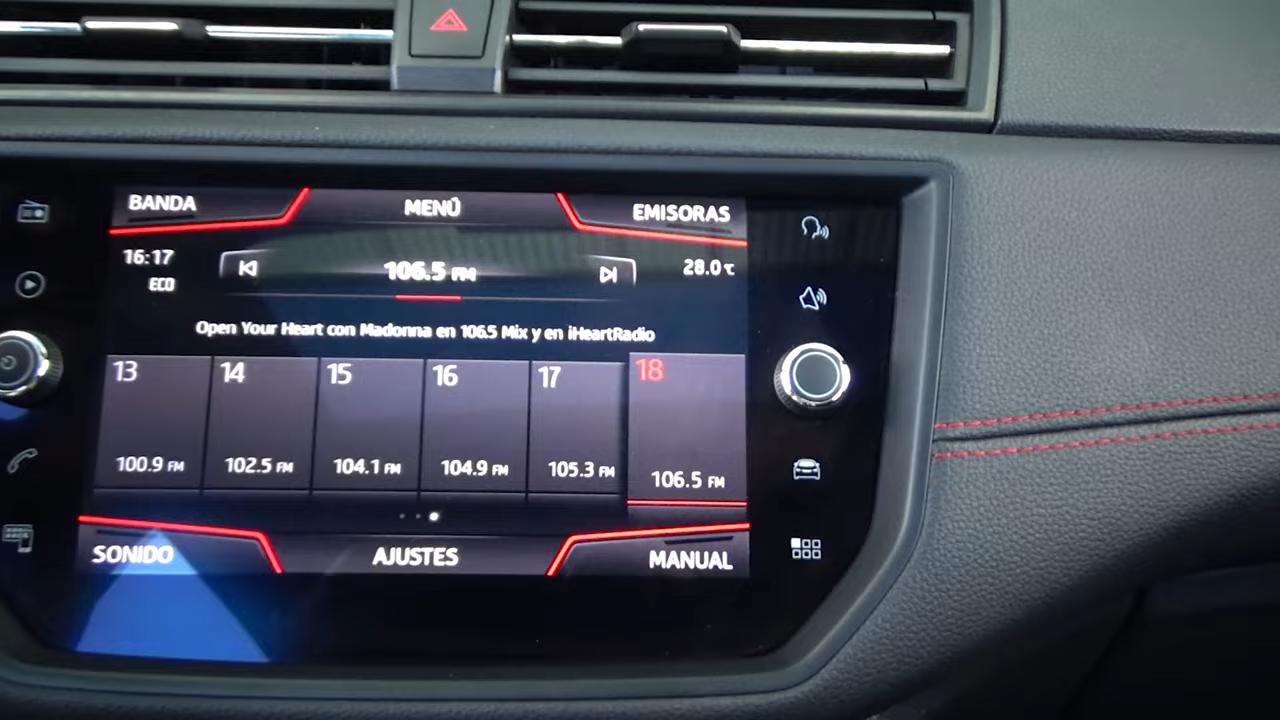 BANDA MENÚ EMISORAS
16:17 106.5 FM 28.0℃
ECO
Open Your Heart con Madonna en 106.5 Mix y en iHeartRadio
13 14 15 16 17 18
100.9 FM 102.5 FM 104.1 FM 104.9 FM 105.3 FM 106.5 FM
SONIDO AJUSTES MANUAL